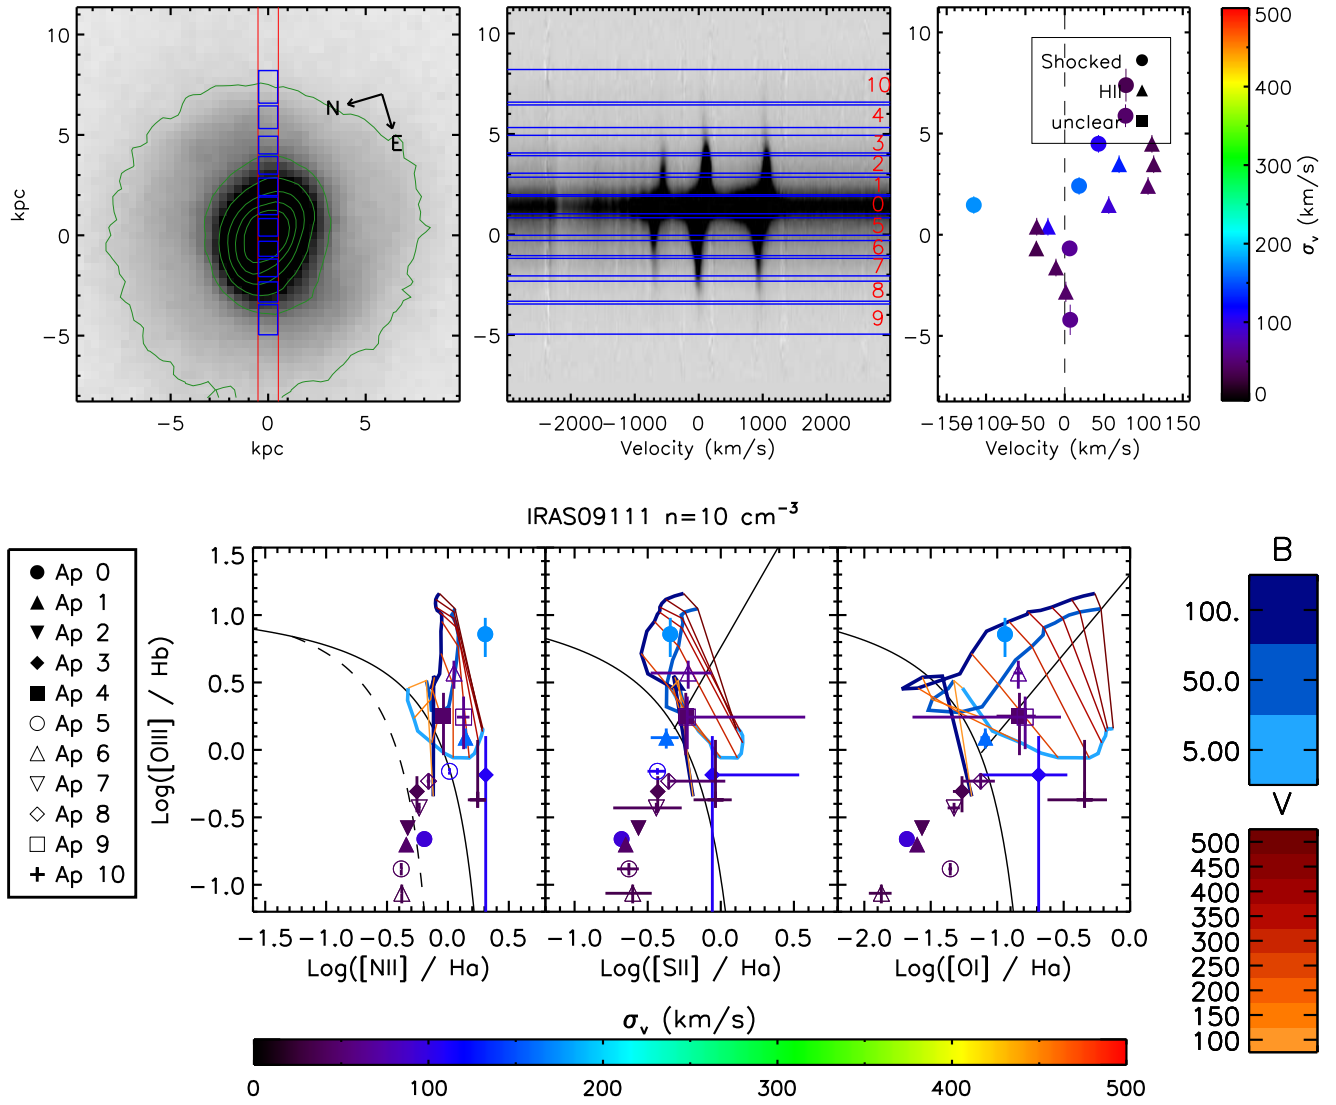 10
5
0
−5
kpc
N
E
−5 0 5
kpc
10
5
0
−5
10
4
3
2
1
0
5
6
7
8
9
−2000 −1000 0 1000 2000
Velocity (km/s)
10
5
0
−5
Shocked
HII
unclear
−150 −100 −50 0 50 100 150
Velocity (km/s)
500
400
300
200
100
0
σv (km/s)
IRAS09111 n=10 cm⁻³
Ap 0
Ap 1
Ap 2
Ap 3
Ap 4
Ap 5
Ap 6
Ap 7
Ap 8
Ap 9
Ap 10
Log([OIII] / Hb)
1.5
1.0
0.5
0.0
−0.5
−1.0
−1.5 −1.0 −0.5 0.0 0.5
Log([NII] / Ha)
−1.0 −0.5 0.0 0.5
Log([SII] / Ha)
−2.0 −1.5 −1.0 −0.5 0.0
Log([OI] / Ha)
B
100.
50.0
5.00
V
500
450
400
350
300
250
200
150
100
σv (km/s)
0 100 200 300 400 500